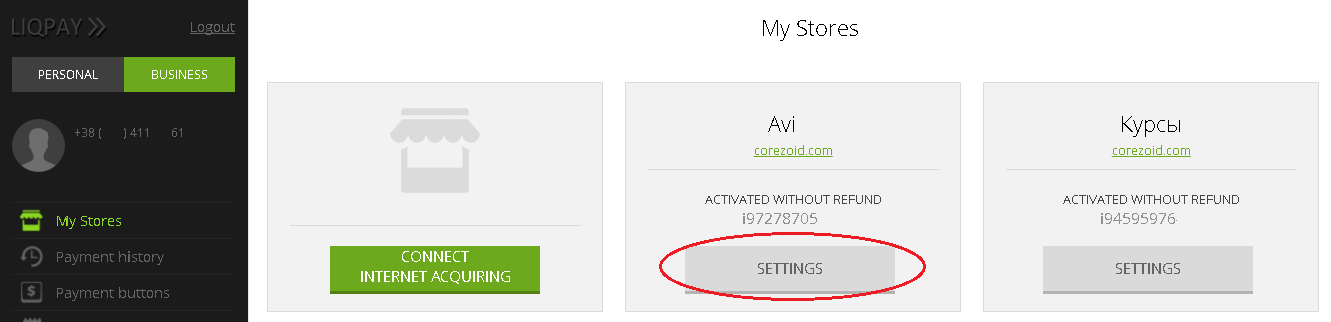 LIQPAY
Logout
PERSONAL
BUSINESS
+38 ( ) 411 61
My Stores
Payment history
Payment buttons
My Stores
CONNECT
INTERNET ACQUIRING
Avi
corezoid.com
ACTIVATED WITHOUT REFUND
i97278705
SETTINGS
Курсы
corezoid.com
ACTIVATED WITHOUT REFUND
i94595976
SETTINGS